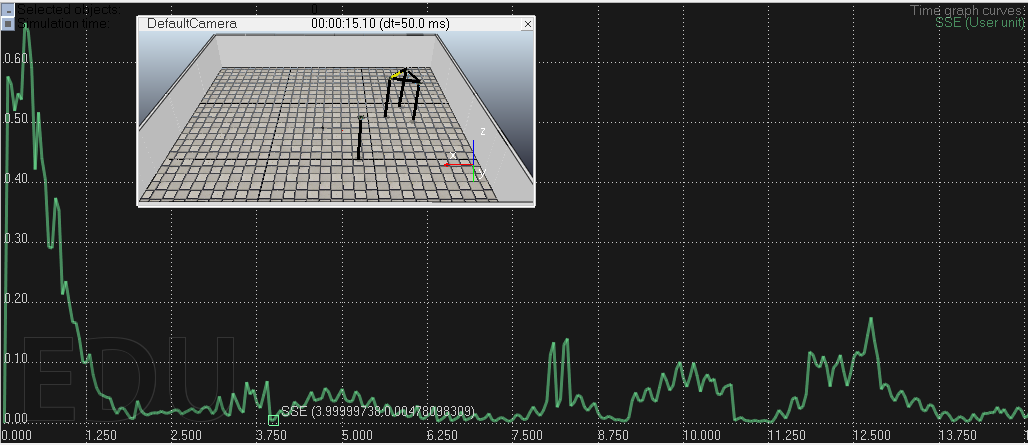 Selected objects: 0
Simulation time:
DefaultCamera 00:00:15.10 (dt=50.0 ms)
Time graph curves:
SSE (User unit)
z
x
y
0.60
0.50
0.40
0.30
0.20
0.10
0.00
EDU
SSE (3.99999738/0.00478098309)
0.000 1.250 2.500 3.750 5.000 6.250 7.500 8.750 10.000 11.250 12.500 13.750